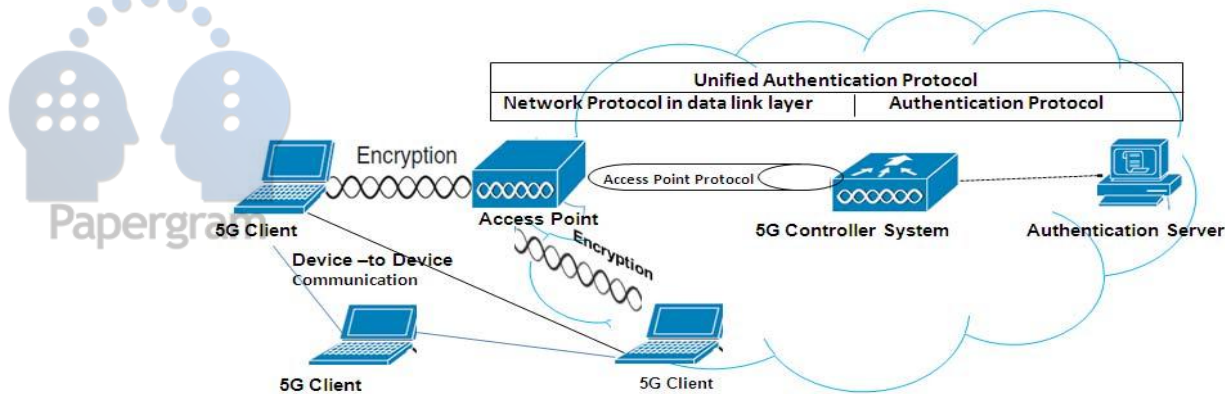 Unified Authentication Protocol
Network Protocol in data link layer | Authentication Protocol
Encryption
Access Point Protocol
5G Client
Access Point
5G Controller System
Authentication Server
Papergram
Encryption
Device –to Device
Communication
5G Client
5G Client